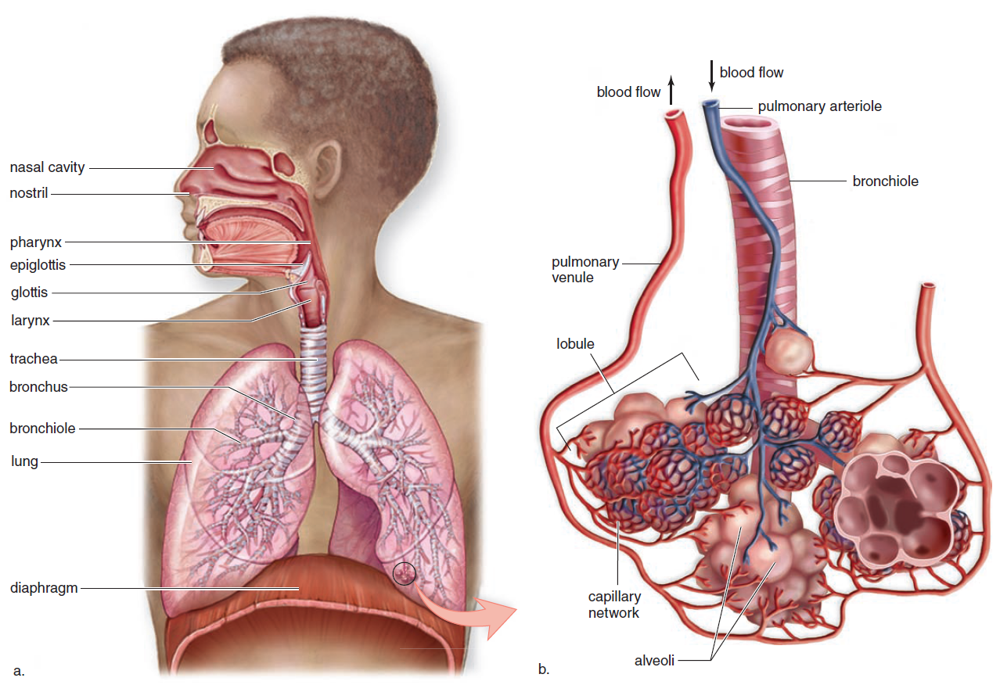 nasal cavity
nostril
pharynx
epiglottis
glottis
larynx
trachea
bronchus
bronchiole
lung
diaphragm
a.
blood flow
blood flow
pulmonary arteriole
bronchiole
pulmonary
venule
lobule
capillary
network
alveoli
b.